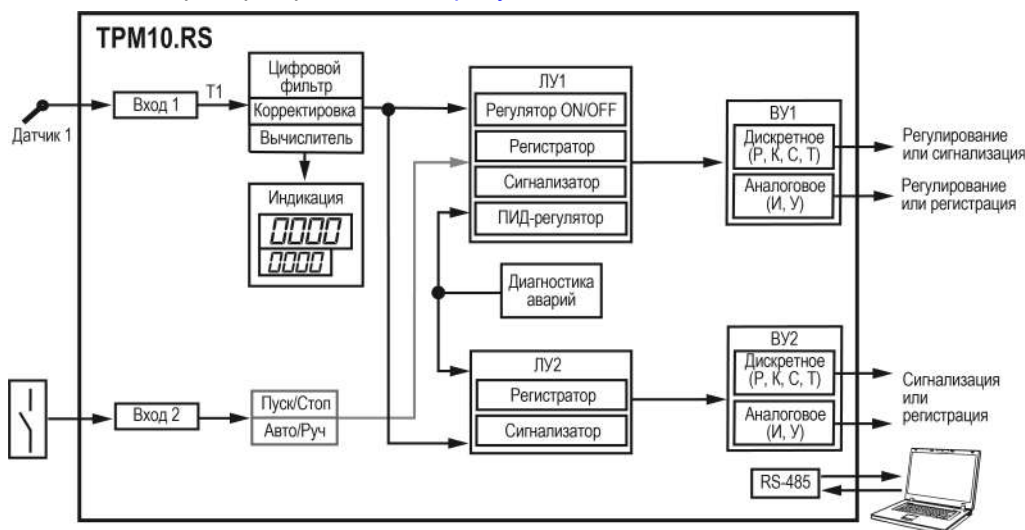 ТРМ10.RS
Датчик 1
Вход 1
Т1
Цифровой
фильтр
Корректировка
Вычислитель
Индикация
0000
0000
ЛУ1
Регулятор ON/OFF
Регистратор
Сигнализатор
ПИД-регулятор
ВУ1
Дискретное
(Р, К, С, Т)
Аналоговое
(И, У)
Регулирование
или сигнализация
Регулирование
или регистрация
Диагностика
аварий
Вход 2
Пуск/Стоп
Авто/Руч
ЛУ2
Регистратор
Сигнализатор
ВУ2
Дискретное
(Р, К, С, Т)
Аналоговое
(И, У)
Сигнализация
или
регистрация
RS-485